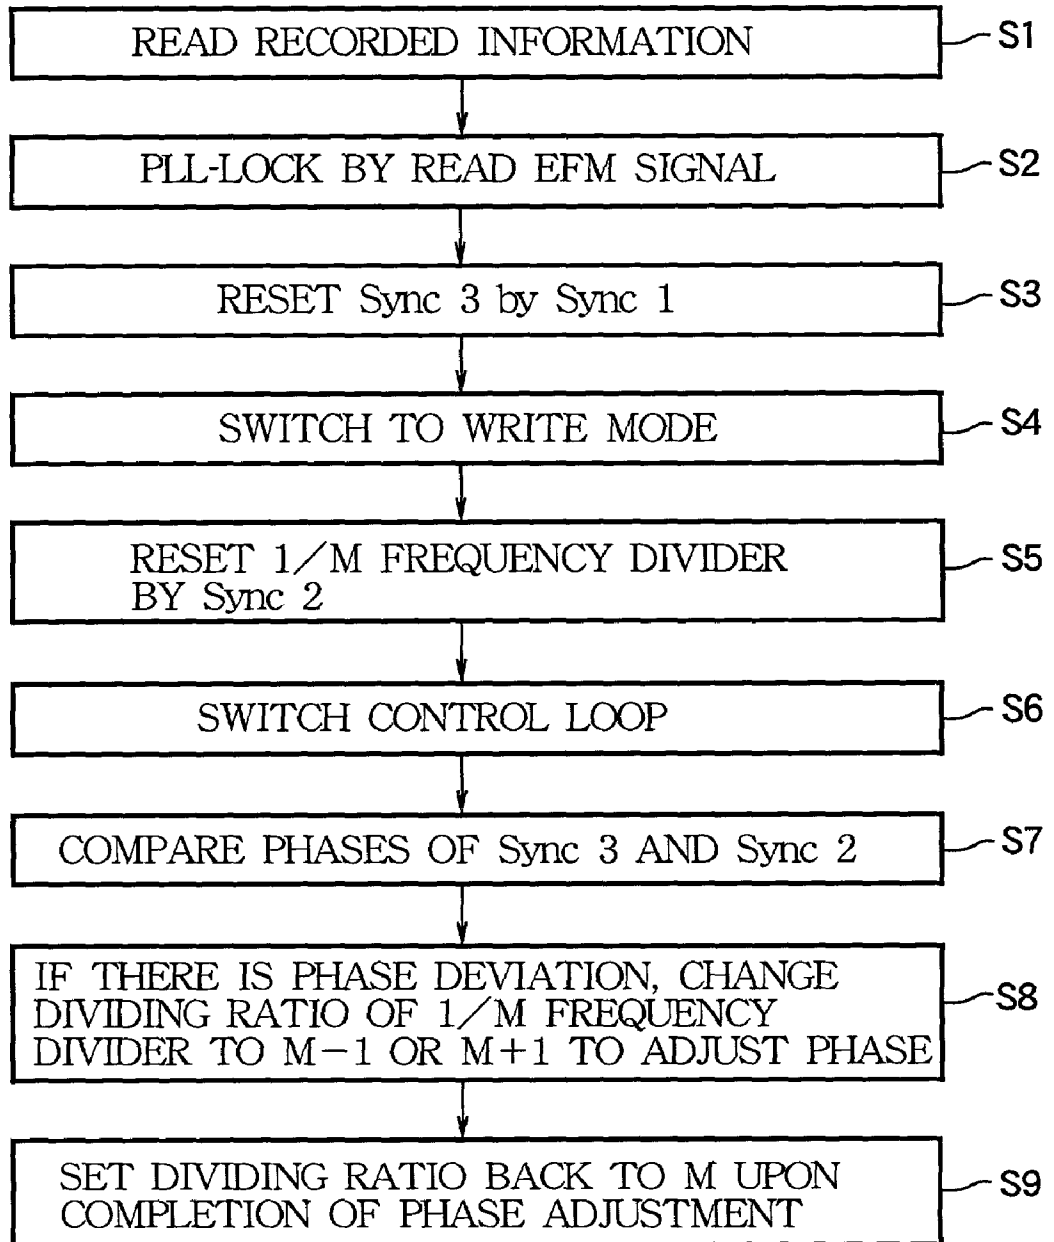 READ RECORDED INFORMATION
S1
PLL-LOCK BY READ EFM SIGNAL
S2
RESET Sync 3 by Sync 1
S3
SWITCH TO WRITE MODE
S4
RESET 1/M FREQUENCY DIVIDER
BY Sync 2
S5
SWITCH CONTROL LOOP
S6
COMPARE PHASES OF Sync 3 AND Sync 2
S7
IF THERE IS PHASE DEVIATION, CHANGE
DIVIDING RATIO OF 1/M FREQUENCY
DIVIDER TO M-1 OR M+1 TO ADJUST PHASE
S8
SET DIVIDING RATIO BACK TO M UPON
COMPLETION OF PHASE ADJUSTMENT
S9